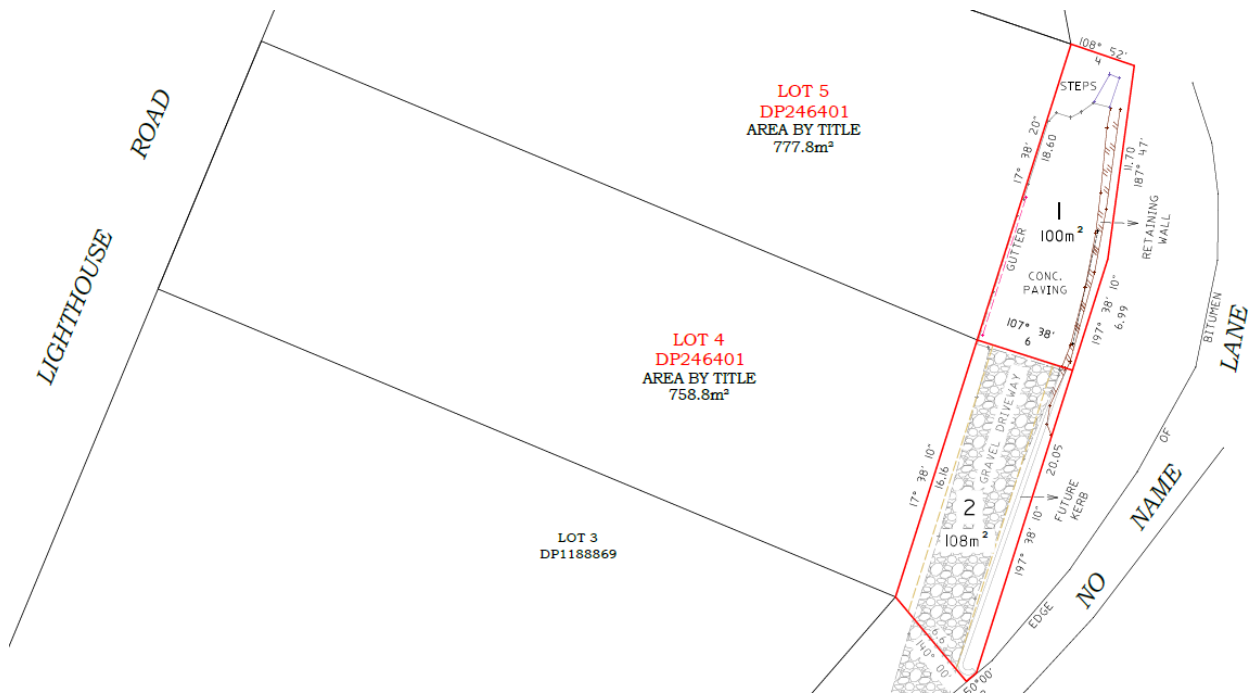 108° 52'
4
STEPS
LOT 5
DP246401
AREA BY TITLE
777.8m²
ROAD
17° 38' 20"
18.60
11.70
187° 47'
1
100m²
RETAINING
WALL
GUTTER
CONC.
PAVING
LIGHTHOUSE
107° 38'
6
197° 38' 10"
6.99
BITUMEN
LANE
LOT 4
DP246401
AREA BY TITLE
758.8m²
GRAVEL DRIVEWAY
17° 38' 10"
16.16
20.05
OF
2
108m²
FUTURE
KERB
NAME
LOT 3
DP1188869
197° 38' 10"
NO
EDGE
6.6
140° 00'
50°00'